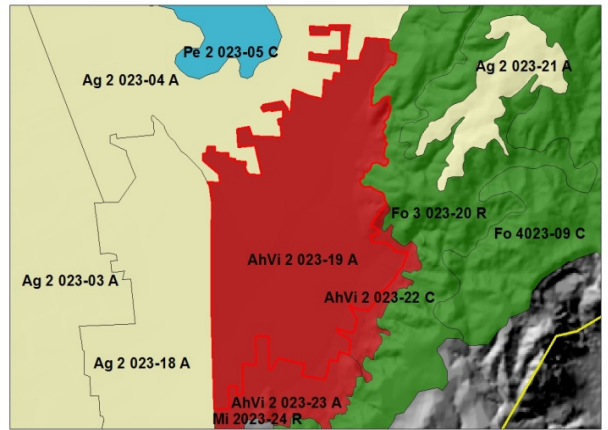 Pe 2 023-05 C
Ag 2 023-04 A
Ag 2 023-21 A
Fo 3 023-20 R
Fo 4023-09 C
AhVi 2 023-19 A
Ag 2 023-03 A
AhVi 2 023-22 C
Ag 2 023-18 A
AhVi 2 023-23 A
Mi 2023-24 R